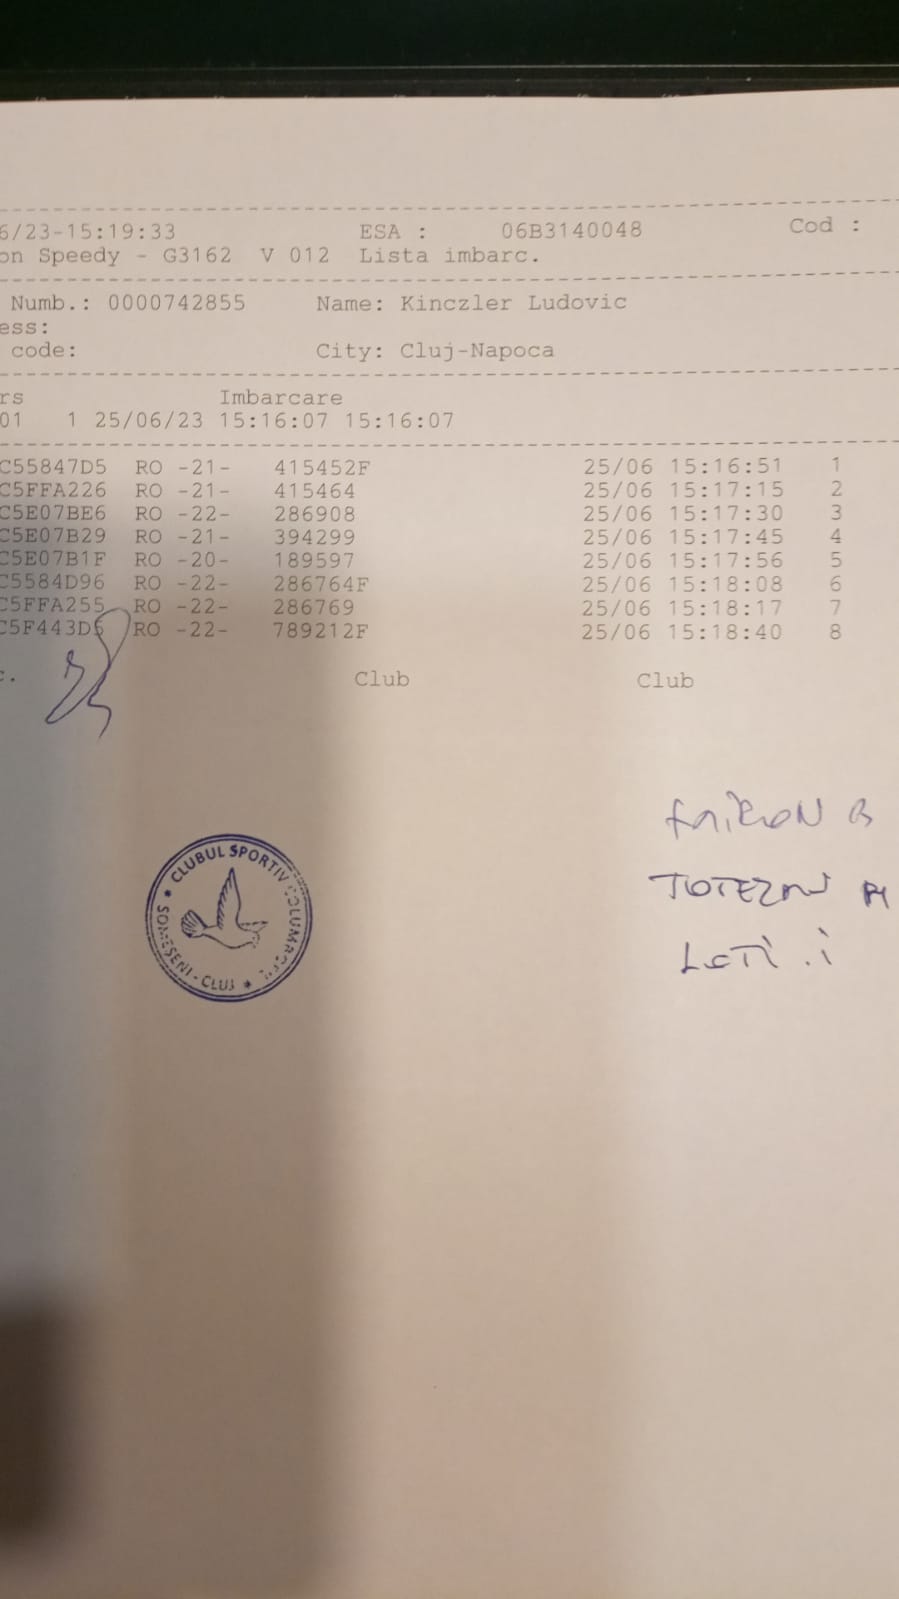 6/23-15:19:33 ESA : 06B3140048 Cod :
on Speedy - G3162 V 012 Lista imbarc.
Numb.: 0000742855 Name: Kinczler Ludovic
ess:
code: City: Cluj-Napoca
rs Imbarcare
01 1 25/06/23 15:16:07 15:16:07
C55847D5 RO -21- 415452F 25/06 15:16:51 1
C5FFA226 RO -21- 415464 25/06 15:17:15 2
C5E07BE6 RO -22- 286908 25/06 15:17:30 3
C5E07B29 RO -21- 394299 25/06 15:17:45 4
C5E07B1F RO -20- 189597 25/06 15:17:56 5
C5584D96 RO -22- 286764F 25/06 15:18:08 6
C5FFA255 RO -22- 286769 25/06 15:18:17 7
C5F443D5 RO -22- 789212F 25/06 15:18:40 8
c. Club Club
CLUBUL SPORTIV
SOMEȘENI - CLUJ